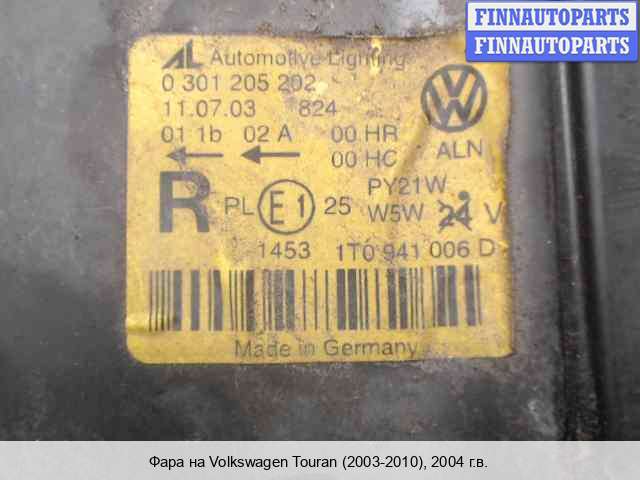 FINNAUTOPARTS
FINNAUTOPARTS
AL Automotive Lighting
0 301 205 202
11.07.03 824
01 1b 02 A 00 HR
00 HC
ALN
R PL E1 25 PY21W
W5W 24 V
1453 1T0 941 006 D
Made in Germany
Фара на Volkswagen Touran (2003-2010), 2004 г.в.